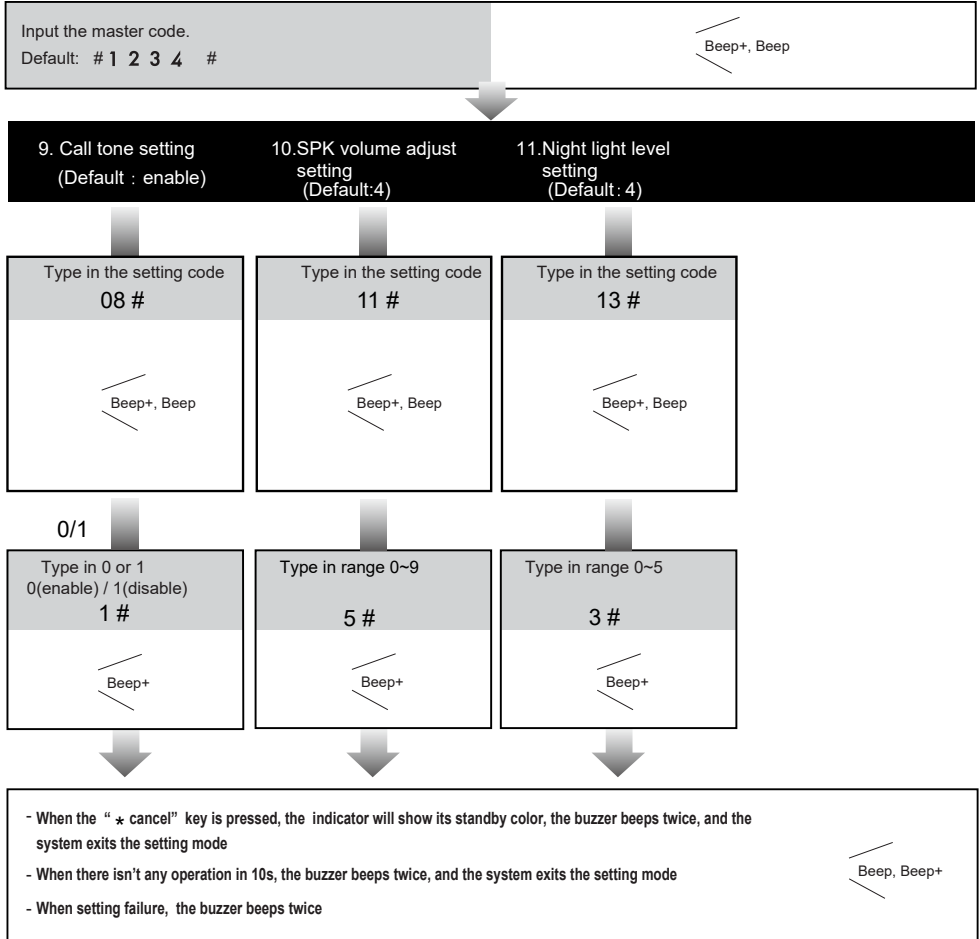 Input the master code.
Default: # 1 2 3 4 #
Beep+, Beep
9. Call tone setting
(Default : enable)
10.SPK volume adjust
setting
(Default:4)
11.Night light level
setting
(Default: 4)
Type in the setting code
08 #
Beep+, Beep
Type in the setting code
11 #
Beep+, Beep
Type in the setting code
13 #
Beep+, Beep
0/1
Type in 0 or 1
0(enable) / 1(disable)
1 #
Beep+
Type in range 0~9
5 #
Beep+
Type in range 0~5
3 #
Beep+
- When the “ * cancel” key is pressed, the indicator will show its standby color, the buzzer beeps twice, and the
system exits the setting mode
- When there isn’t any operation in 10s, the buzzer beeps twice, and the system exits the setting mode
- When setting failure, the buzzer beeps twice
Beep, Beep+